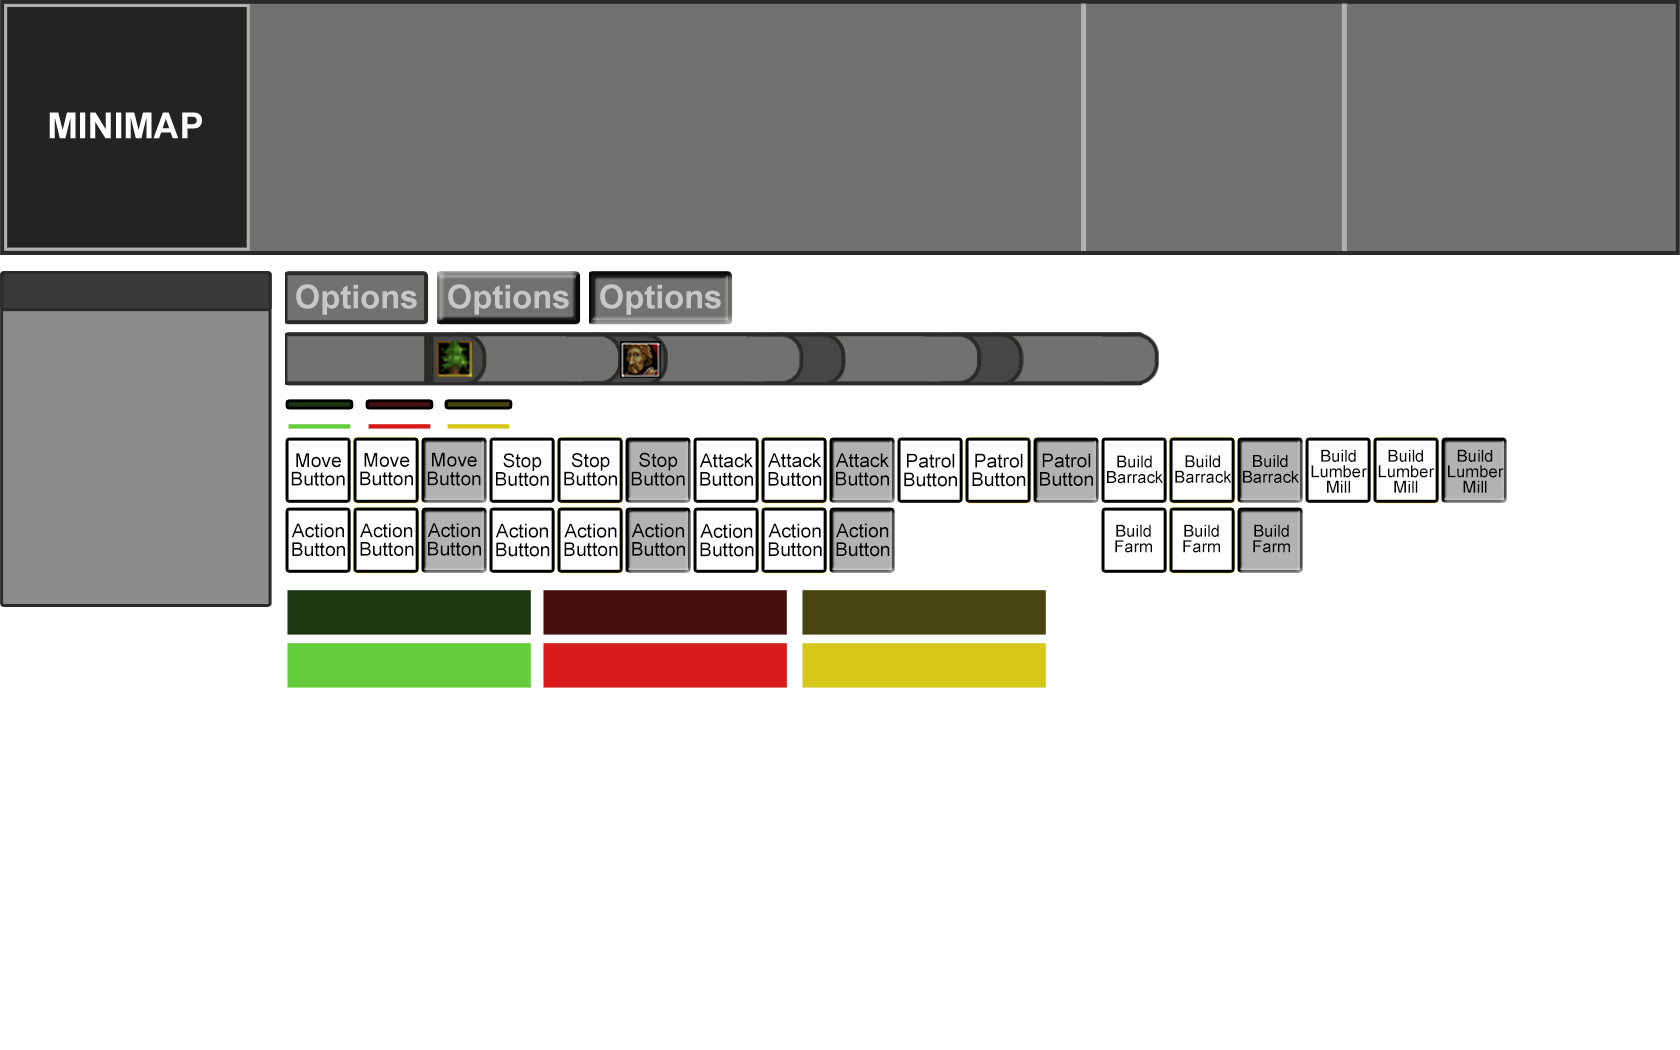 MINIMAP
Options Options Options
Move Move Move Stop Stop Stop Attack Attack Attack Patrol Patrol Patrol Build Build Build Build Build Build
Button Button Button Button Button Button Button Button Button Button Button Button Barrack Barrack Barrack Lumber Lumber Lumber
Mill Mill Mill
Action Action Action Action Action Action Action Action Action Build Build Build
Button Button Button Button Button Button Button Button Button Farm Farm Farm